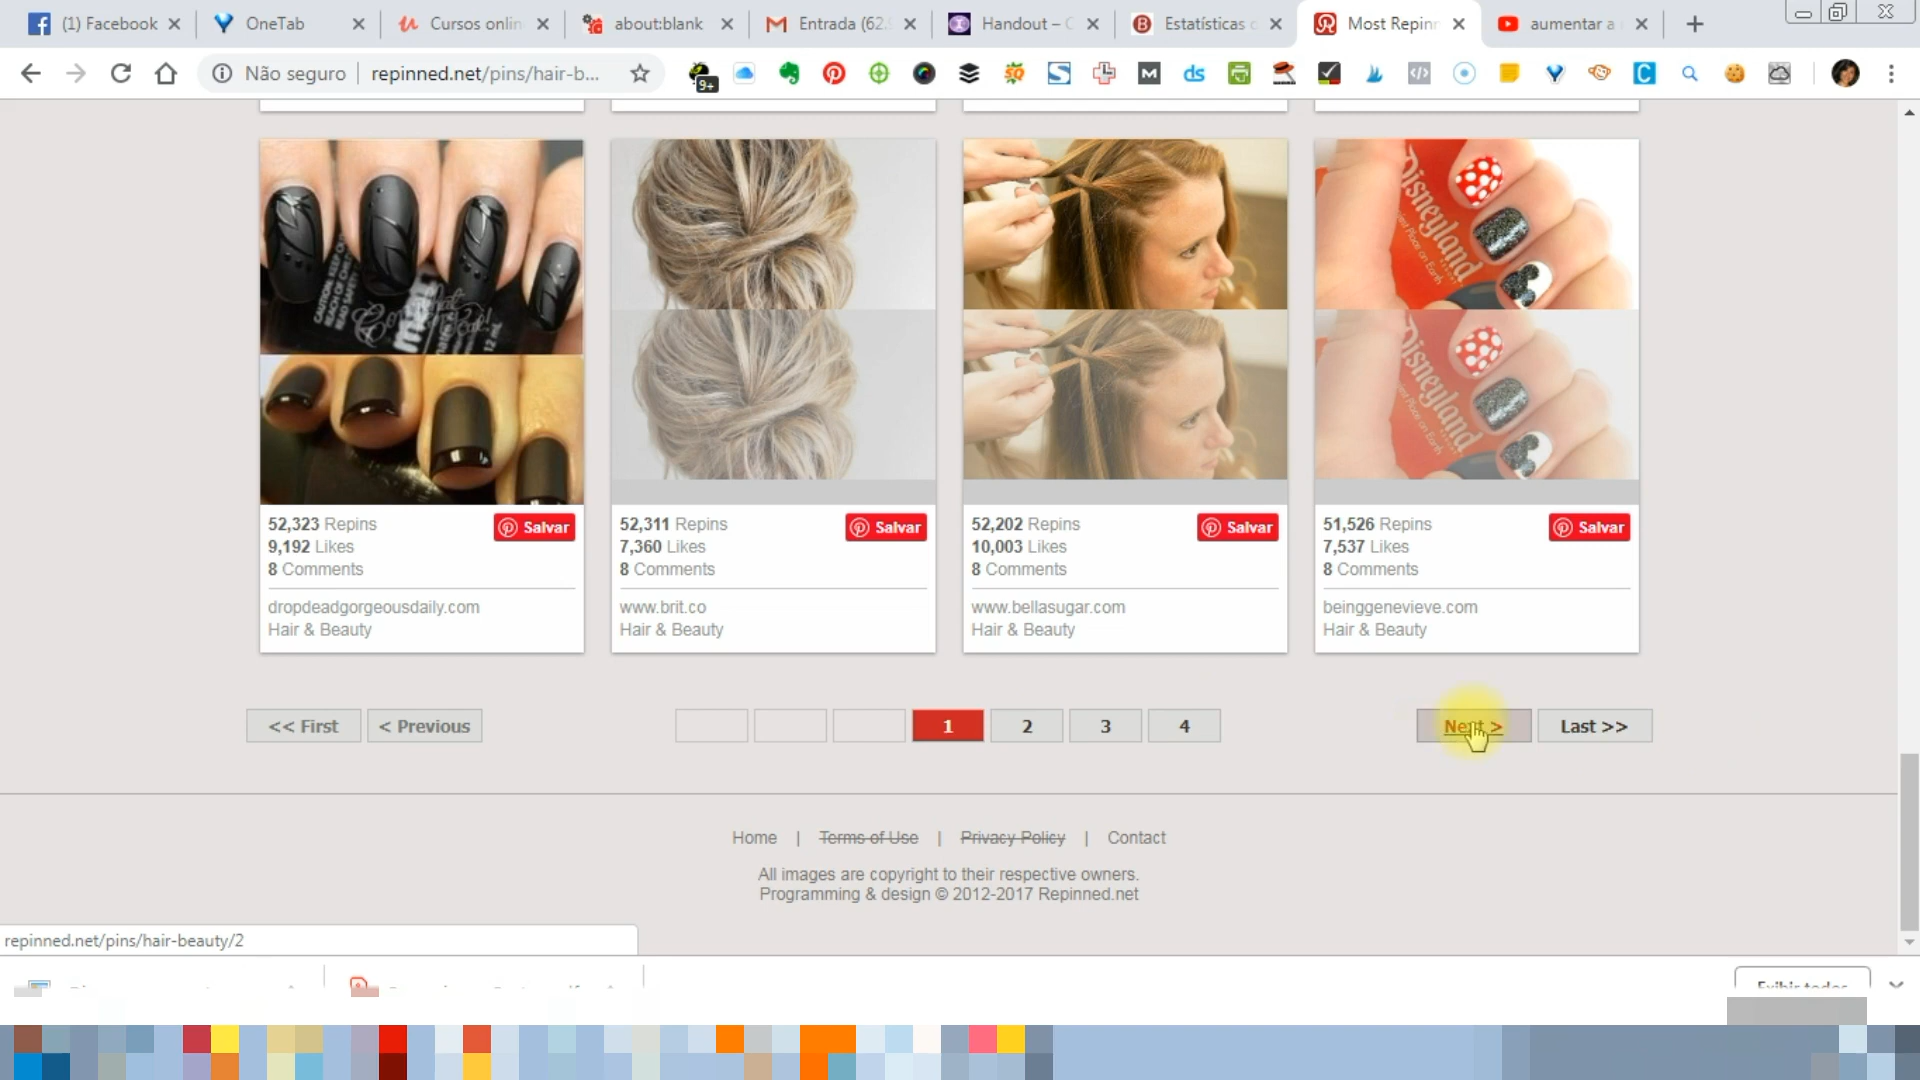 (1) Facebook
OneTab
Cursos onlin
about:blank
Entrada (62.
Handout – C
Estatísticas
Most Repinn
aumentar a
Não seguro
repinned.net/pins/hair-b...
9+
Disneyland
52,323 Repins
9,192 Likes
8 Comments
Salvar
dropdeadgorgeousdaily.com
Hair & Beauty
52,311 Repins
7,360 Likes
8 Comments
Salvar
www.brit.co
Hair & Beauty
52,202 Repins
10,003 Likes
8 Comments
Salvar
www.bellasugar.com
Hair & Beauty
51,526 Repins
7,537 Likes
8 Comments
Salvar
beinggenevieve.com
Hair & Beauty
<< First
< Previous
1
2
3
4
Next >
Last >>
Home | Terms of Use | Privacy Policy | Contact
All images are copyright to their respective owners.
Programming & design © 2012-2017 Repinned.net
repinned.net/pins/hair-beauty/2
Exibir todos